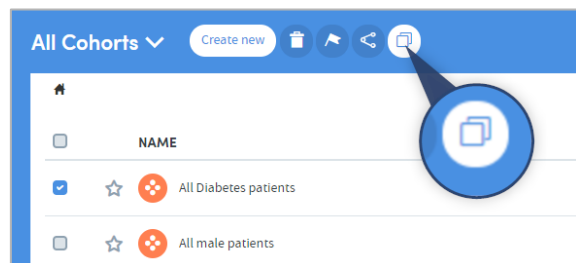 All Cohorts
Create new
NAME
All Diabetes patients
All male patients